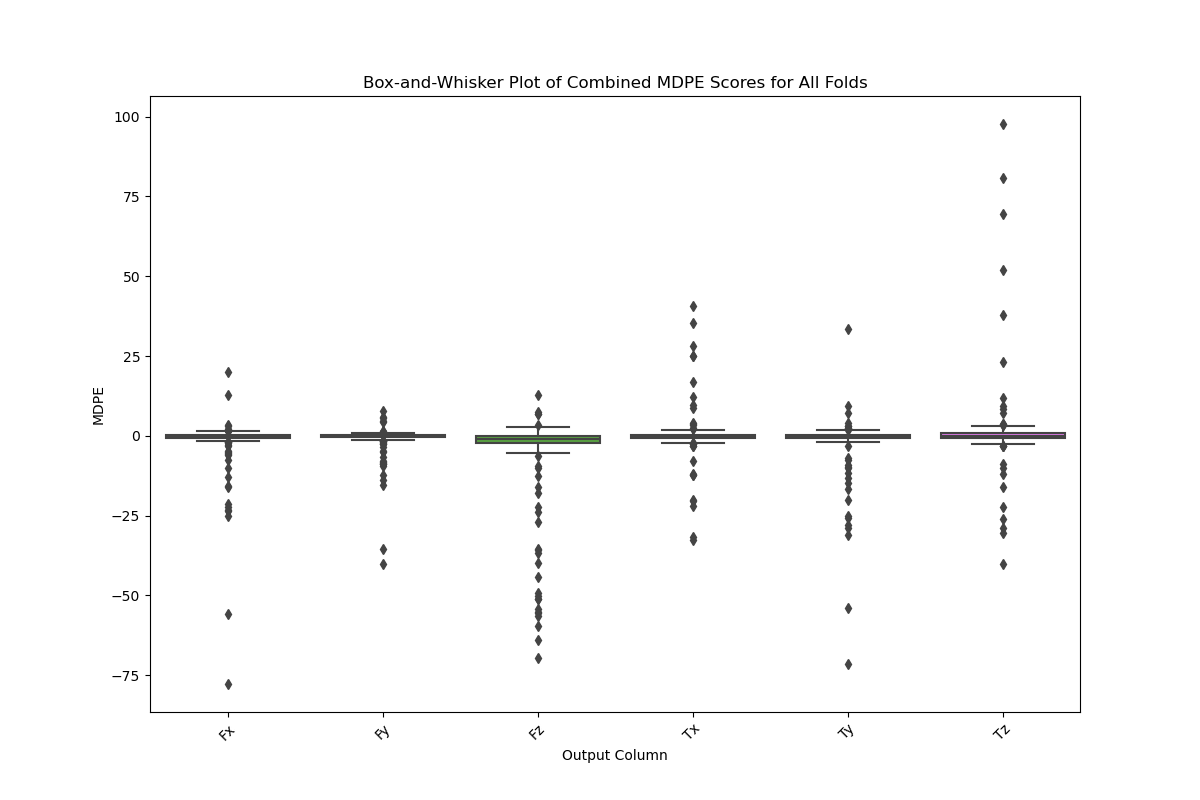 Box-and-Whisker Plot of Combined MDPE Scores for All Folds
100
75
50
25
0
−25
−50
−75
MDPE
Fx
Fy
Fz
Tx
Ty
Tz
Output Column